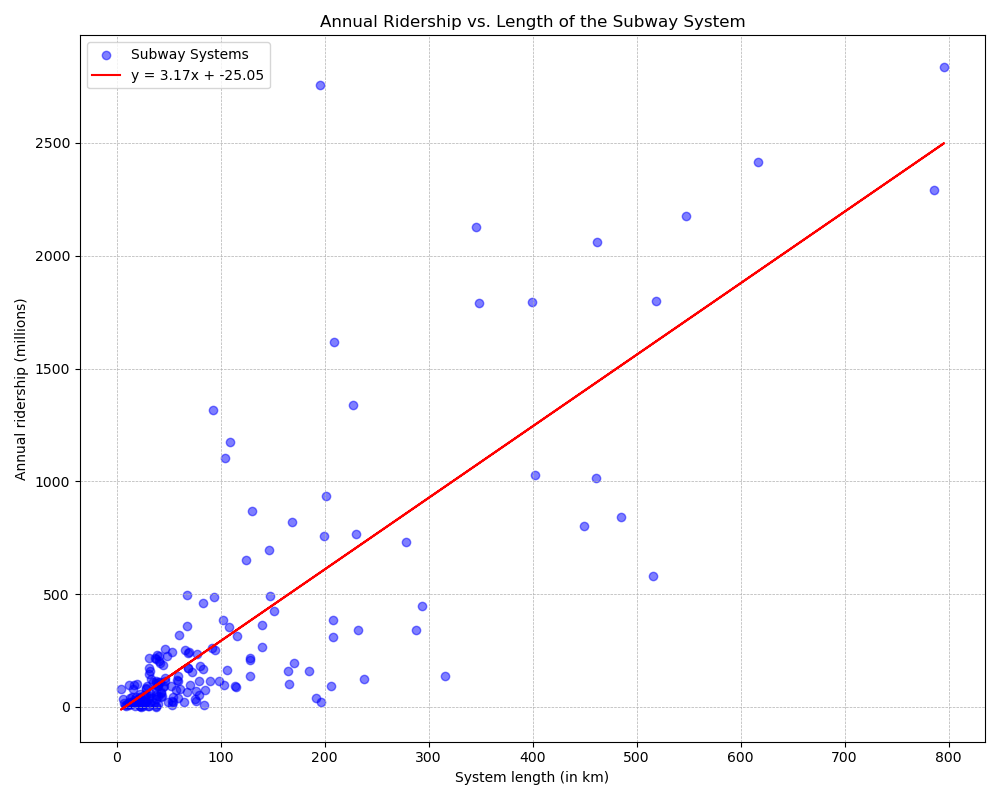 Annual Ridership vs. Length of the Subway System
Subway Systems
y = 3.17x + -25.05
Annual ridership (millions)
2500
2000
1500
1000
500
0
0 100 200 300 400 500 600 700 800
System length (in km)